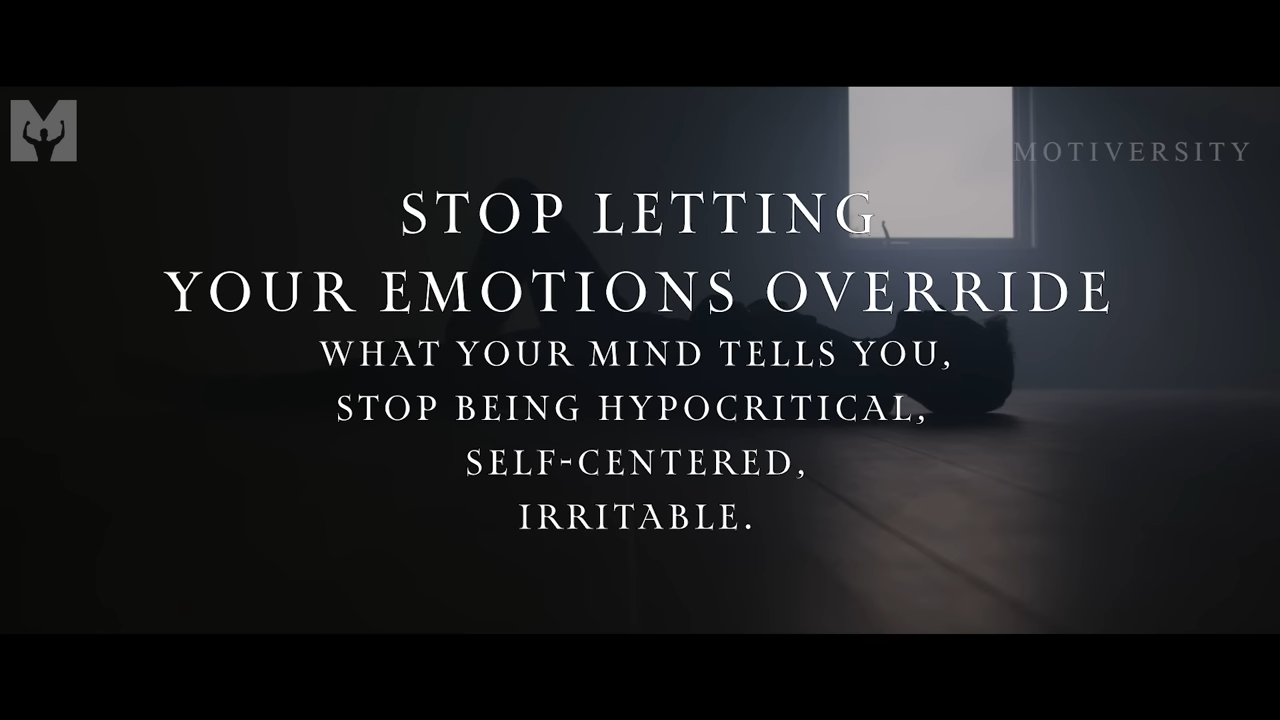 MOTIVERSITY
STOP LETTING
YOUR EMOTIONS OVERRIDE
WHAT YOUR MIND TELLS YOU,
STOP BEING HYPOCRITICAL,
SELF-CENTERED,
IRRITABLE.